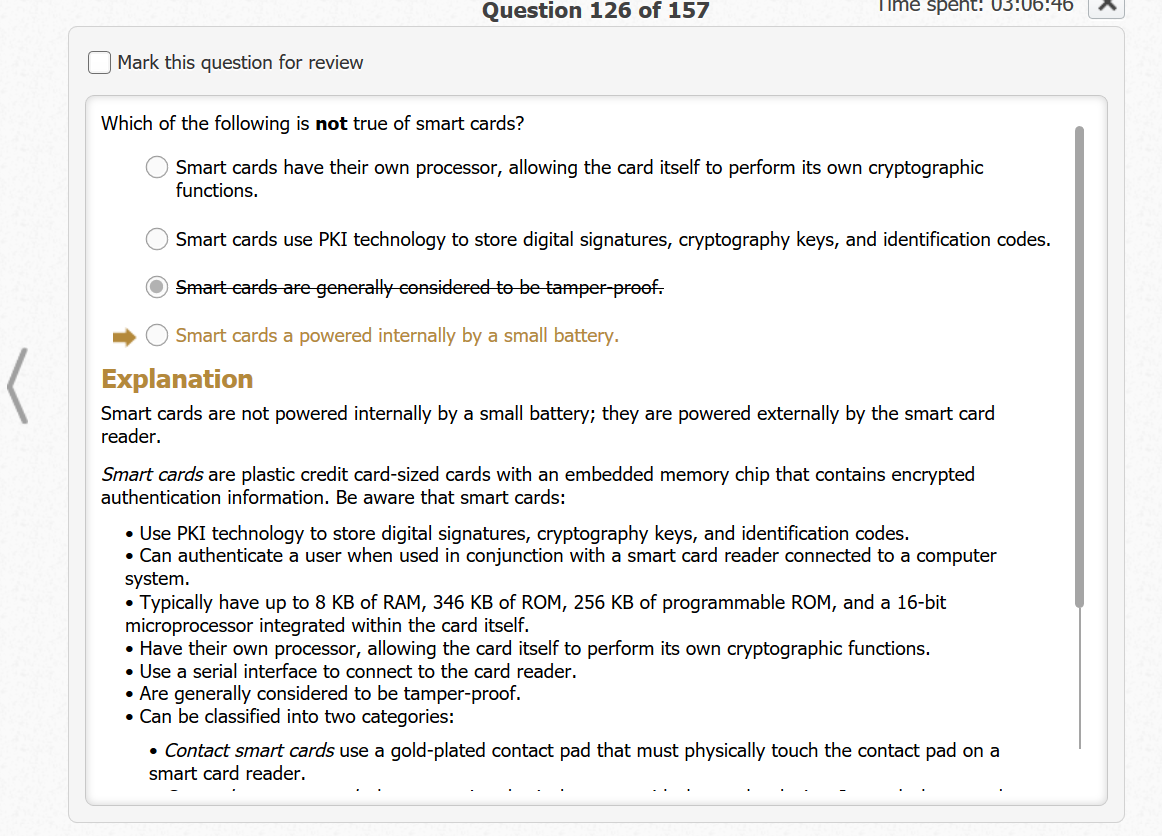 Question 126 of 157
Time spent: 03:06:46
Mark this question for review
Which of the following is not true of smart cards?
Smart cards have their own processor, allowing the card itself to perform its own cryptographic
functions.
Smart cards use PKI technology to store digital signatures, cryptography keys, and identification codes.
Smart cards are generally considered to be tamper-proof.
Smart cards a powered internally by a small battery.
Explanation
Smart cards are not powered internally by a small battery; they are powered externally by the smart card
reader.
Smart cards are plastic credit card-sized cards with an embedded memory chip that contains encrypted
authentication information. Be aware that smart cards:
• Use PKI technology to store digital signatures, cryptography keys, and identification codes.
• Can authenticate a user when used in conjunction with a smart card reader connected to a computer
system.
• Typically have up to 8 KB of RAM, 346 KB of ROM, 256 KB of programmable ROM, and a 16-bit
microprocessor integrated within the card itself.
• Have their own processor, allowing the card itself to perform its own cryptographic functions.
• Use a serial interface to connect to the card reader.
• Are generally considered to be tamper-proof.
• Can be classified into two categories:
• Contact smart cards use a gold-plated contact pad that must physically touch the contact pad on a
smart card reader.